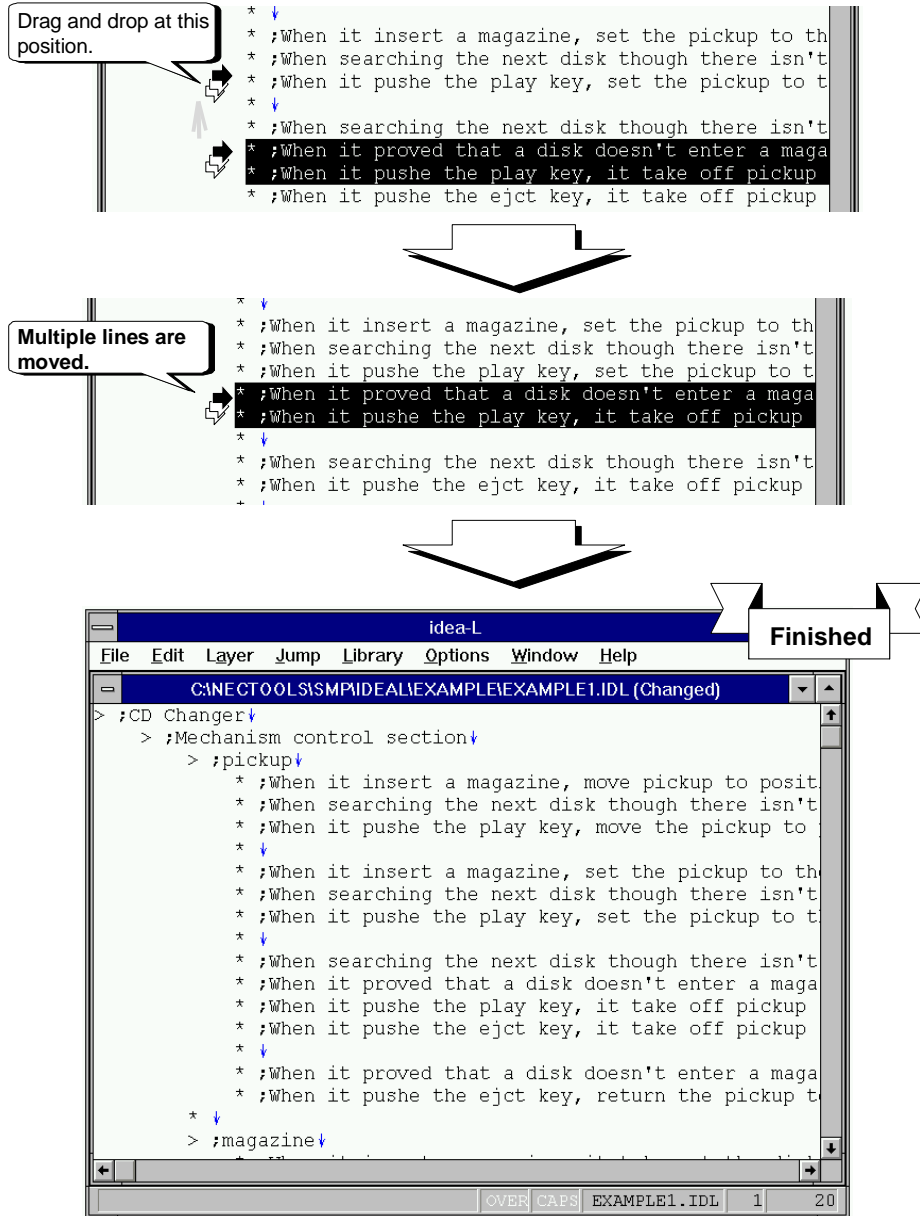 Drag and drop at this
position.
* ↓
* ;When it insert a magazine, set the pickup to th
* ;When searching the next disk though there isn't
* ;When it pushe the play key, set the pickup to t
* ↓
* ;When searching the next disk though there isn't
* ;When it proved that a disk doesn't enter a maga
* ;When it pushe the play key, it take off pickup
* ;When it pushe the ejct key, it take off pickup
Multiple lines are
moved.
* ↓
* ;When it insert a magazine, set the pickup to th
* ;When searching the next disk though there isn't
* ;When it pushe the play key, set the pickup to t
* ;When it proved that a disk doesn't enter a maga
* ;When it pushe the play key, it take off pickup
* ↓
* ;When searching the next disk though there isn't
* ;When it pushe the ejct key, it take off pickup
Finished
idea-L
File Edit Layer Jump Library Options Window Help
C:\NECTOOLS\SMP\IDEAL\EXAMPLE\EXAMPLE1.IDL (Changed)
> ;CD Changer↓
> ;Mechanism control section↓
> ;pickup↓
* ;When it insert a magazine, move pickup to posit
* ;When searching the next disk though there isn't
* ;When it pushe the play key, move the pickup to
* ↓
* ;When it insert a magazine, set the pickup to th
* ;When searching the next disk though there isn't
* ;When it pushe the play key, set the pickup to t
* ↓
* ;When searching the next disk though there isn't
* ;When it proved that a disk doesn't enter a maga
* ;When it pushe the play key, it take off pickup
* ;When it pushe the ejct key, it take off pickup
* ↓
* ;When it proved that a disk doesn't enter a maga
* ;When it pushe the ejct key, return the pickup t
* ↓
> ;magazine↓
OVER CAPS EXAMPLE1.IDL 1 20